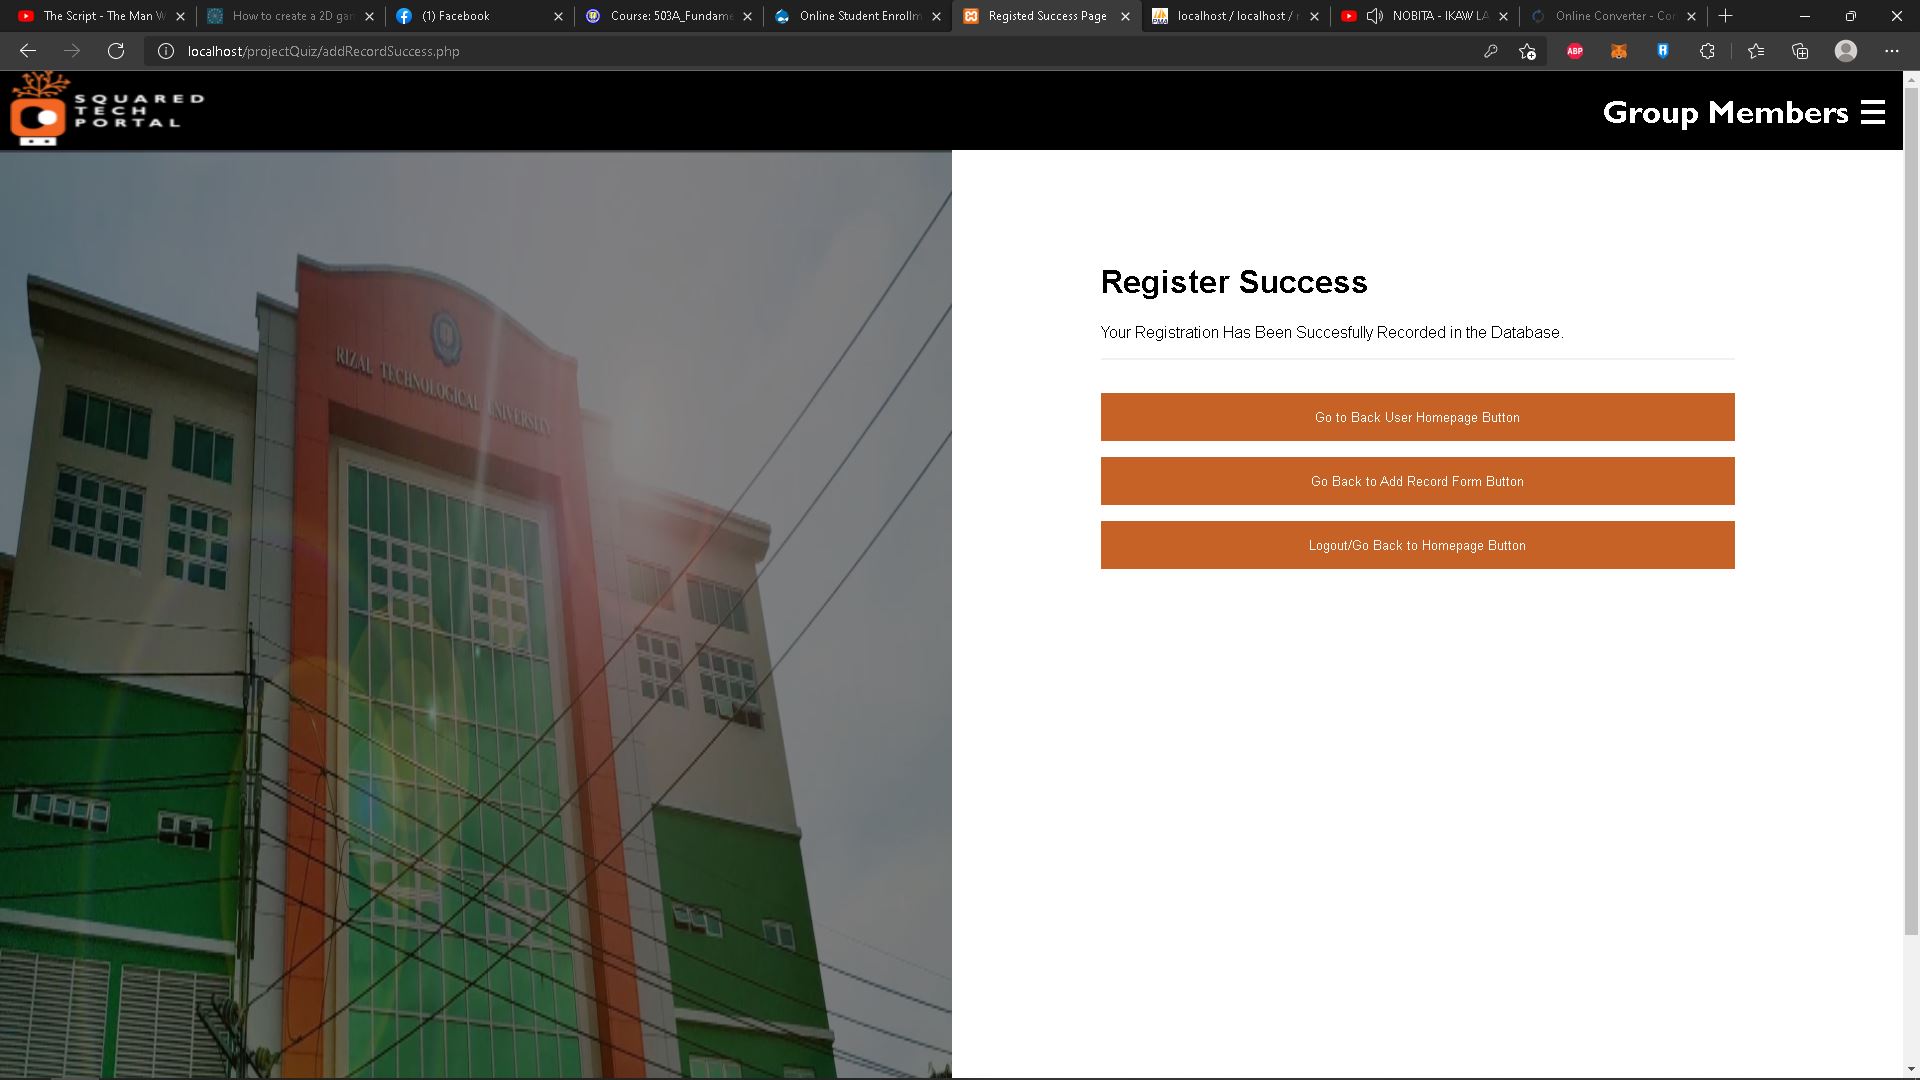 The Script - The Man W
How to create a 2D gam
(1) Facebook
Course: 503A_Fundame
Online Student Enrollm
Registed Success Page
localhost / localhost / r
NOBITA - IKAW LA
Online Converter - Con
localhost/projectQuiz/addRecordSuccess.php
ABP
SQUARED
TECH
PORTAL
Group Members
RIZAL TECHNOLOGICAL UNIVERSITY
Register Success
Your Registration Has Been Succesfully Recorded in the Database.
Go to Back User Homepage Button
Go Back to Add Record Form Button
Logout/Go Back to Homepage Button